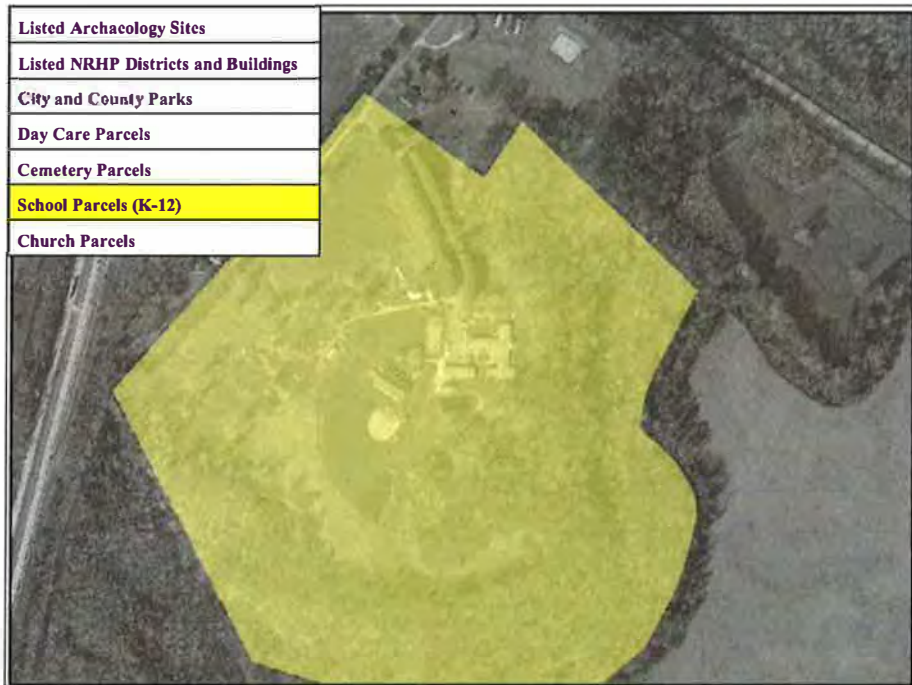 Listed Archaeology Sites
Listed NRHP Districts and Buildings
City and County Parks
Day Care Parcels
Cemetery Parcels
School Parcels (K-12)
Church Parcels